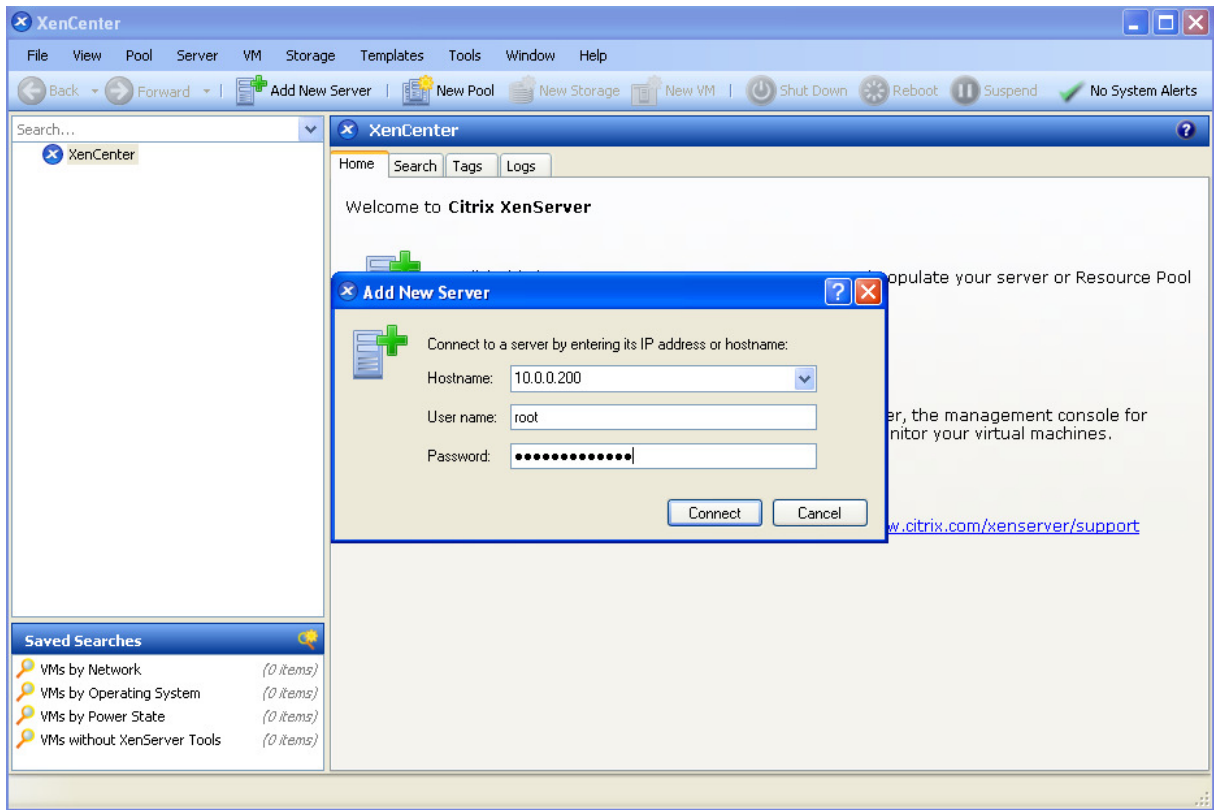 XenCenter
File View Pool Server VM Storage Templates Tools Window Help
Back Forward Add New Server New Pool New Storage New VM Shut Down Reboot Suspend No System Alerts
Search...
XenCenter
XenCenter
Home Search Tags Logs
Welcome to Citrix XenServer
opulate your server or Resource Pool
Add New Server
Connect to a server by entering its IP address or hostname:
Hostname: 10.0.0.200
User name: root
Password: ●●●●●●●●●●●●●
Connect Cancel
er, the management console for
nitor your virtual machines.
w.citrix.com/xenserver/support
Saved Searches
VMs by Network (0 items)
VMs by Operating System (0 items)
VMs by Power State (0 items)
VMs without XenServer Tools (0 items)